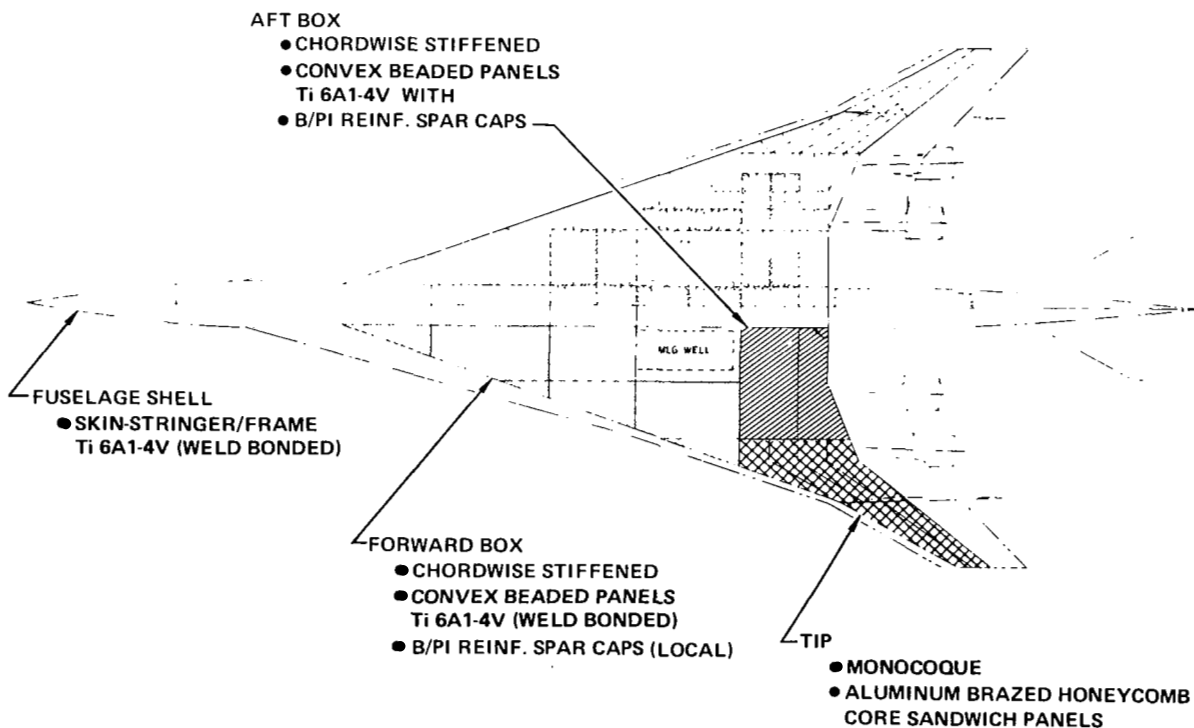 AFT BOX
● CHORDWISE STIFFENED
● CONVEX BEADED PANELS
Ti 6A1-4V WITH
● B/PI REINF. SPAR CAPS
MLG WELL
FUSELAGE SHELL
● SKIN-STRINGER/FRAME
Ti 6A1-4V (WELD BONDED)
FORWARD BOX
● CHORDWISE STIFFENED
● CONVEX BEADED PANELS
Ti 6A1-4V (WELD BONDED)
● B/PI REINF. SPAR CAPS (LOCAL)
TIP
● MONOCOQUE
● ALUMINUM BRAZED HONEYCOMB
CORE SANDWICH PANELS